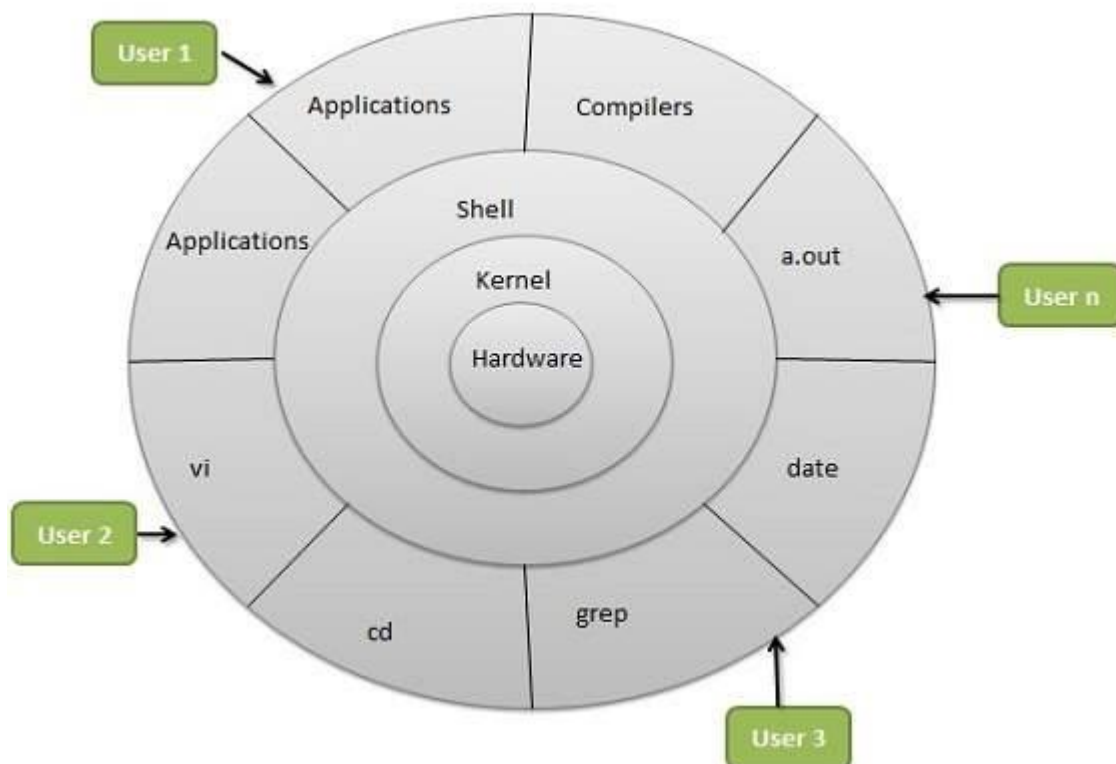 User 1
Applications
Compilers
Shell
Applications
a.out
Kernel
User n
Hardware
vi
date
User 2
grep
cd
User 3